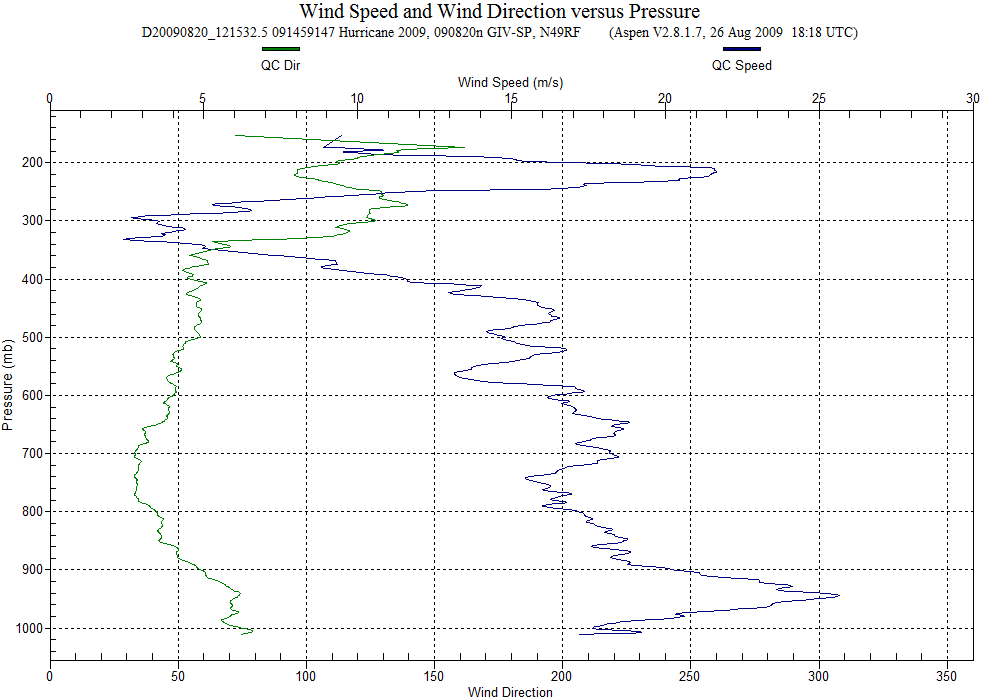 Wind Speed and Wind Direction versus Pressure
D20090820_121532.5 091459147 Hurricane 2009, 090820n GIV-SP, N49RF (Aspen V2.8.1.7, 26 Aug 2009 18:18 UTC)
QC Dir QC Speed
Wind Speed (m/s)
0 5 10 15 20 25 30
200
300
400
500
Pressure (mb)
600
700
800
900
1000
0 50 100 150 200 250 300 350
Wind Direction